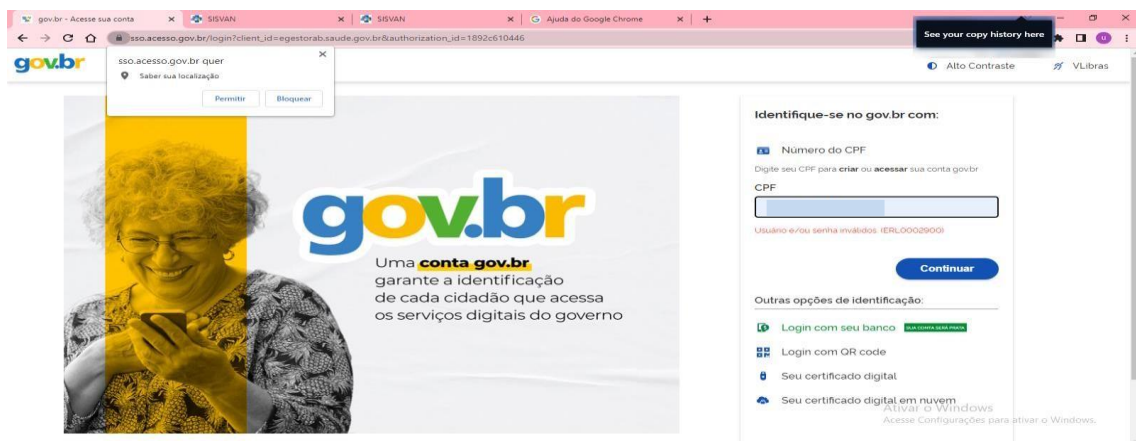 gov.br - Acesse sua conta
SISVAN
SISVAN
Ajuda do Google Chrome
sso.acesso.gov.br/login?client_id=egestorab.saude.gov.br&authorization_id=1892c610446
See your copy history here
gov.br
sso.acesso.gov.br quer
Saber sua localização
Permitir Bloquear
Alto Contraste
VLibras
gov.br
Uma conta gov.br
garante a identificação
de cada cidadão que acessa
os serviços digitais do governo
Identifique-se no gov.br com:
Número do CPF
Digite seu CPF para criar ou acessar sua conta gov.br
CPF
Usuário e/ou senha inválidos. (ERL0002900)
Continuar
Outras opções de identificação:
Login com seu banco SUA CONTA SERÁ PRATA
Login com QR code
Seu certificado digital
Seu certificado digital em nuvem
Ativar o Windows
Acesse Configurações para ativar o Windows.